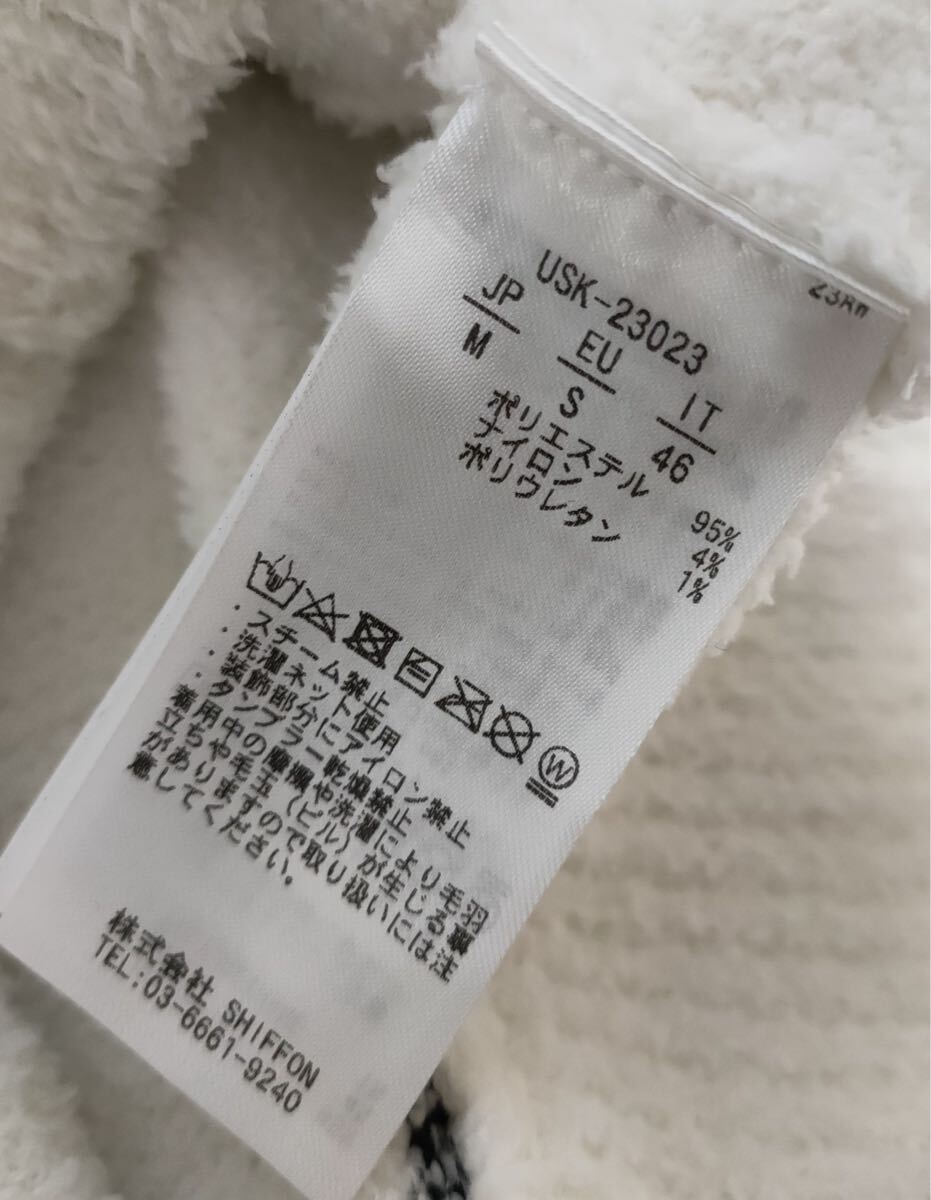 USK-23023
JP EU IT
M S 46
ポリエステル 95%
ナイロン 4%
ポリウレタン 1%
W
・スチーム禁止
・洗濯ネット使用
・装飾部分にアイロン禁止
・タンブラー乾燥禁止
着用中の摩擦や洗濯により毛羽
立ちや毛玉(ピル)が生じる事
がありますので取り扱いには注
意してください。
株式会社 SHIFFON
TEL:03-6661-9240